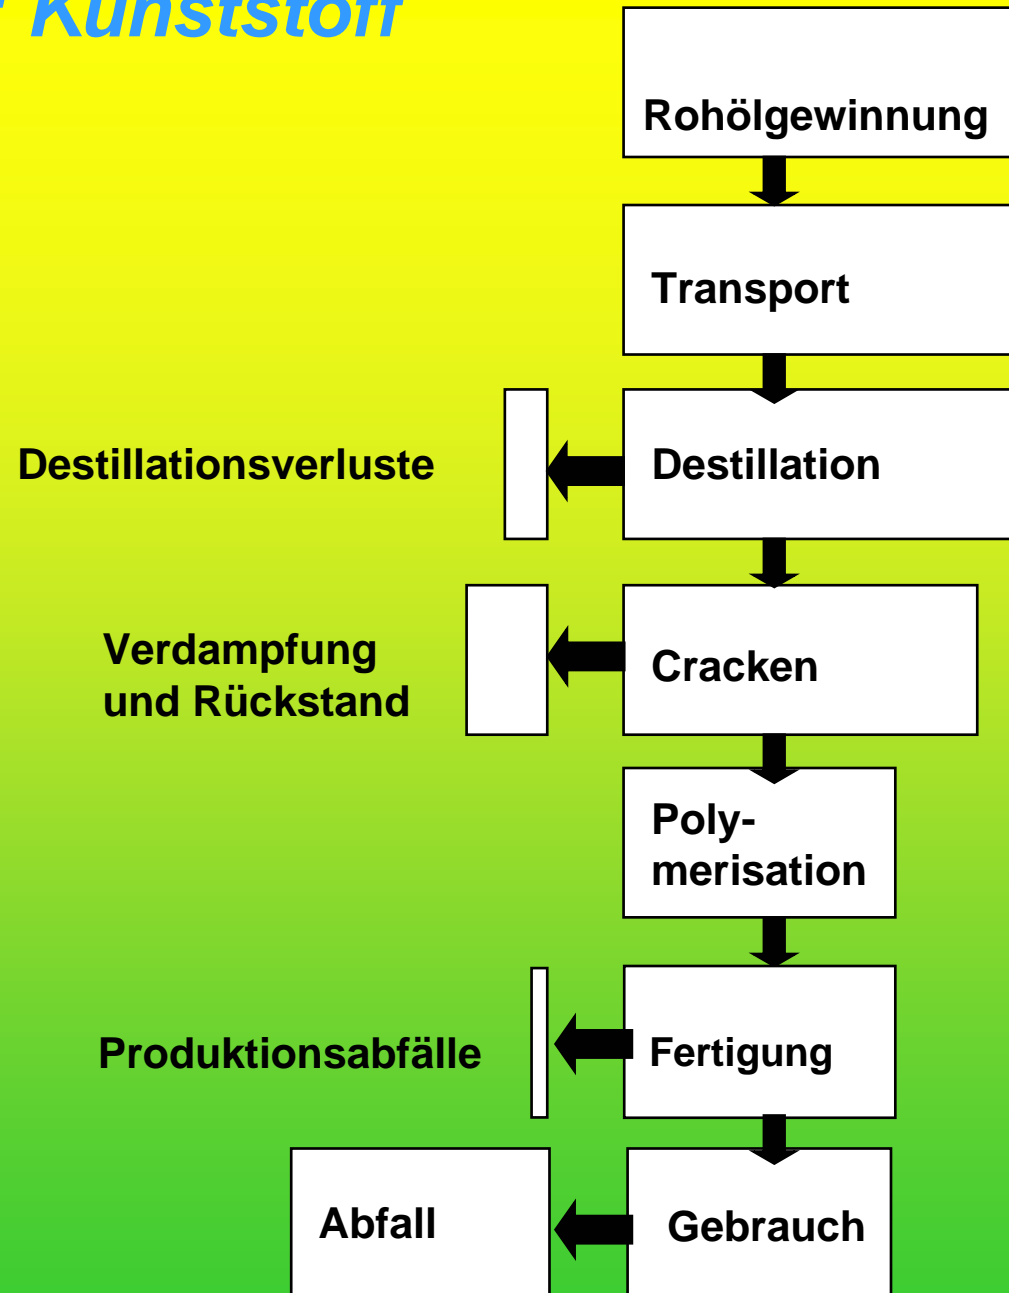 Kunststoff
Rohölgewinnung
Transport
Destillationsverluste
Destillation
Verdampfung
und Rückstand
Cracken
Poly-
merisation
Produktionsabfälle
Fertigung
Abfall
Gebrauch